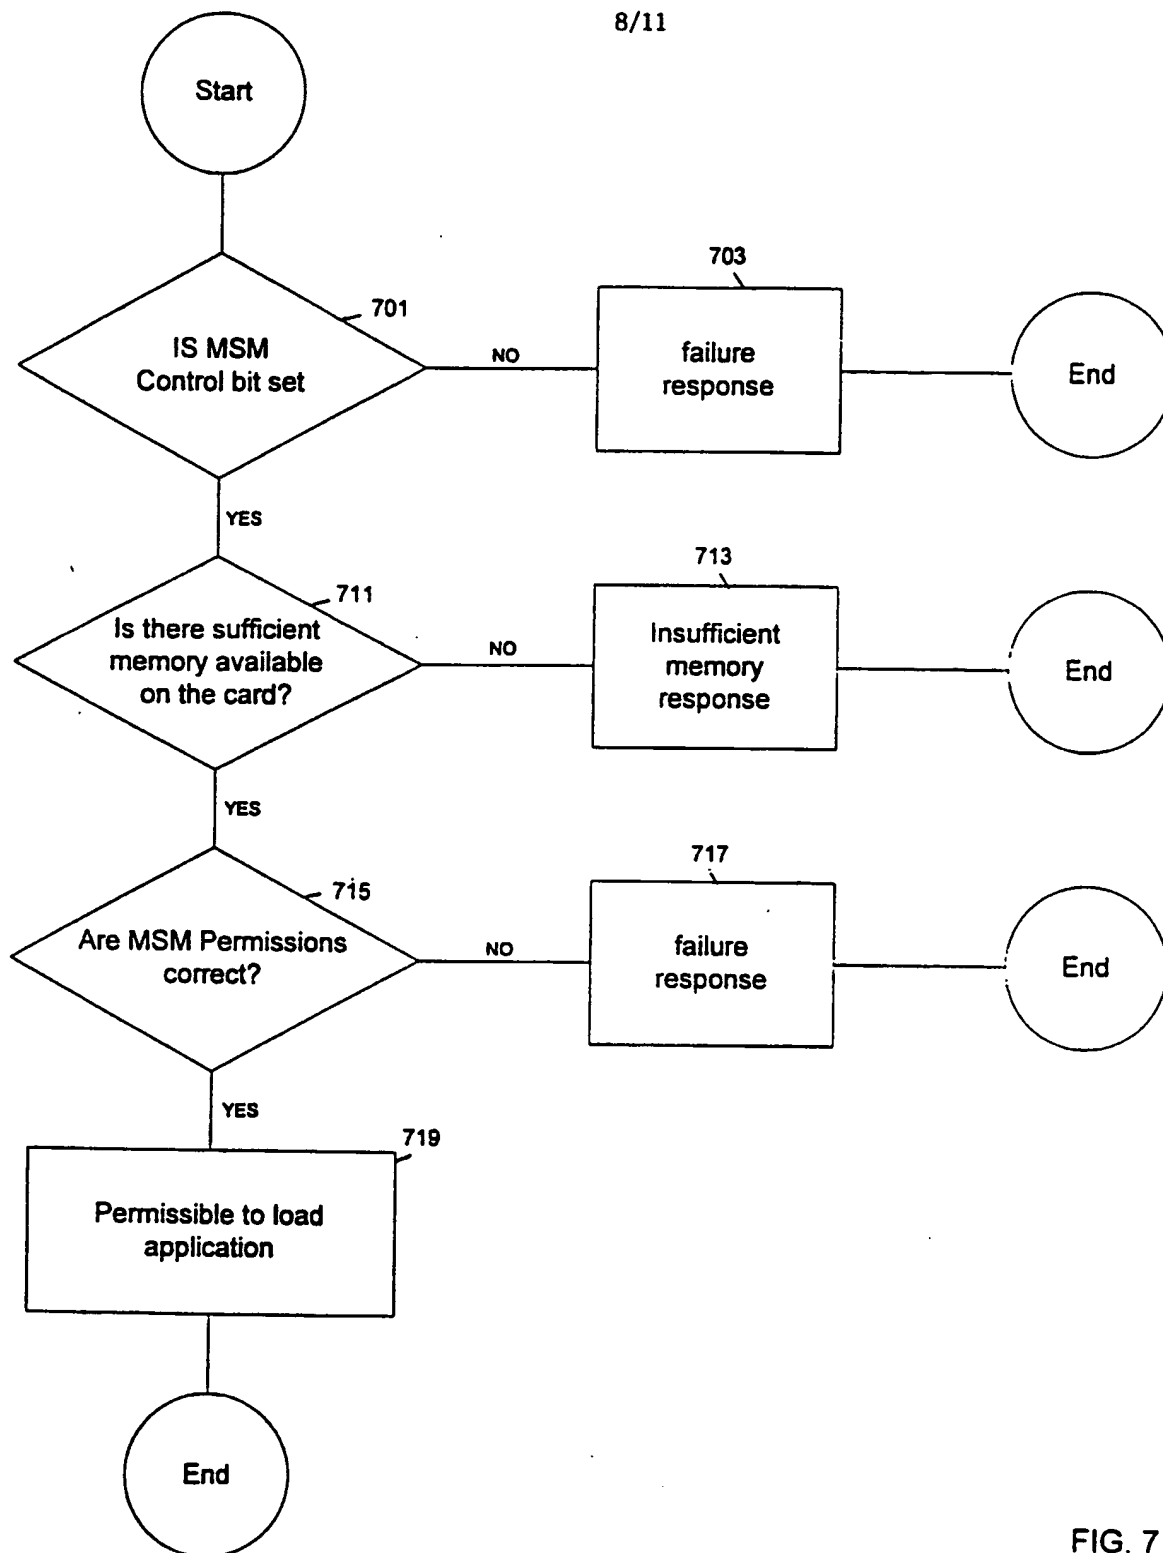 8/11
Start
701
IS MSM
Control bit set
NO
703
failure
response
End
YES
711
Is there sufficient
memory available
on the card?
NO
713
Insufficient
memory
response
End
YES
715
Are MSM Permissions
correct?
NO
717
failure
response
End
YES
719
Permissible to load
application
End
FIG. 7